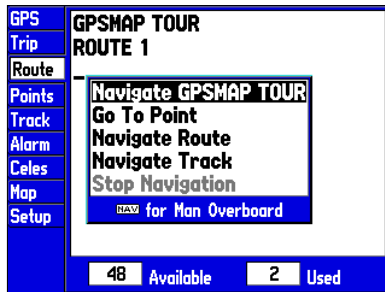 GPS
Trip
Route
Points
Track
Alarm
Celes
Map
Setup
GPSMAP TOUR
ROUTE 1
Navigate GPSMAP TOUR
Go To Point
Navigate Route
Navigate Track
Stop Navigation
NAV for Man Overboard
48 Available 2 Used